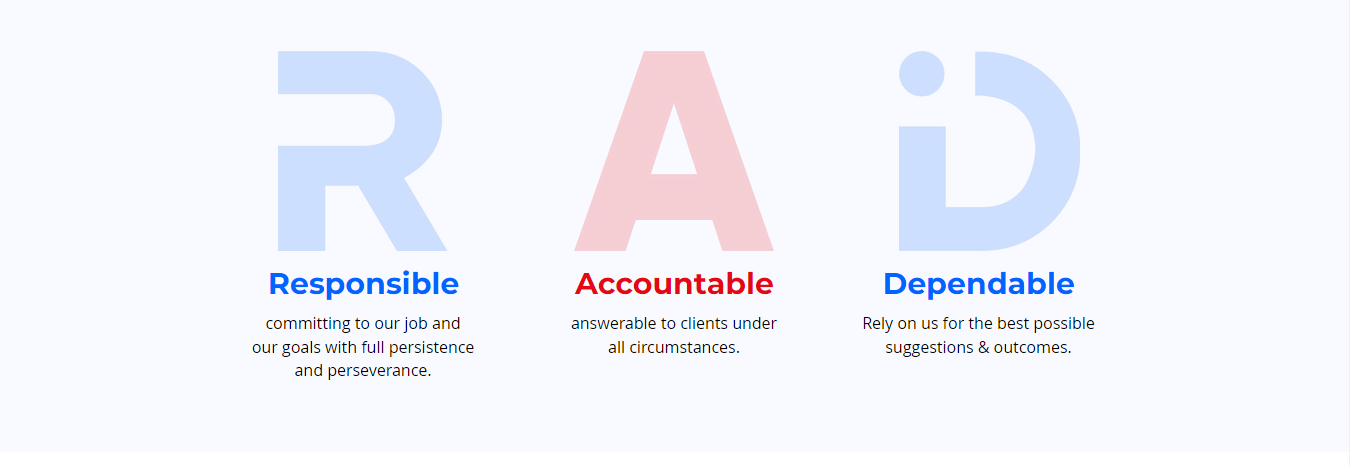 R A iD
Responsible
committing to our job and
our goals with full persistence
and perseverance.
Accountable
answerable to clients under
all circumstances.
Dependable
Rely on us for the best possible
suggestions & outcomes.